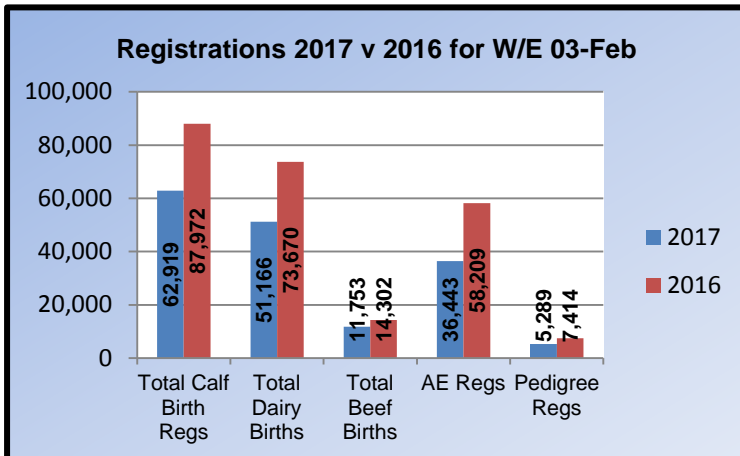 Registrations 2017 v 2016 for W/E 03-Feb
100,000
80,000
60,000
40,000
20,000
0
62,919
87,972
51,166
73,670
11,753
14,302
36,443
58,209
5,289
7,414
2017
2016
Total Calf
Birth
Regs
Total
Dairy
Births
Total
Beef
Births
AE Regs
Pedigree
Regs